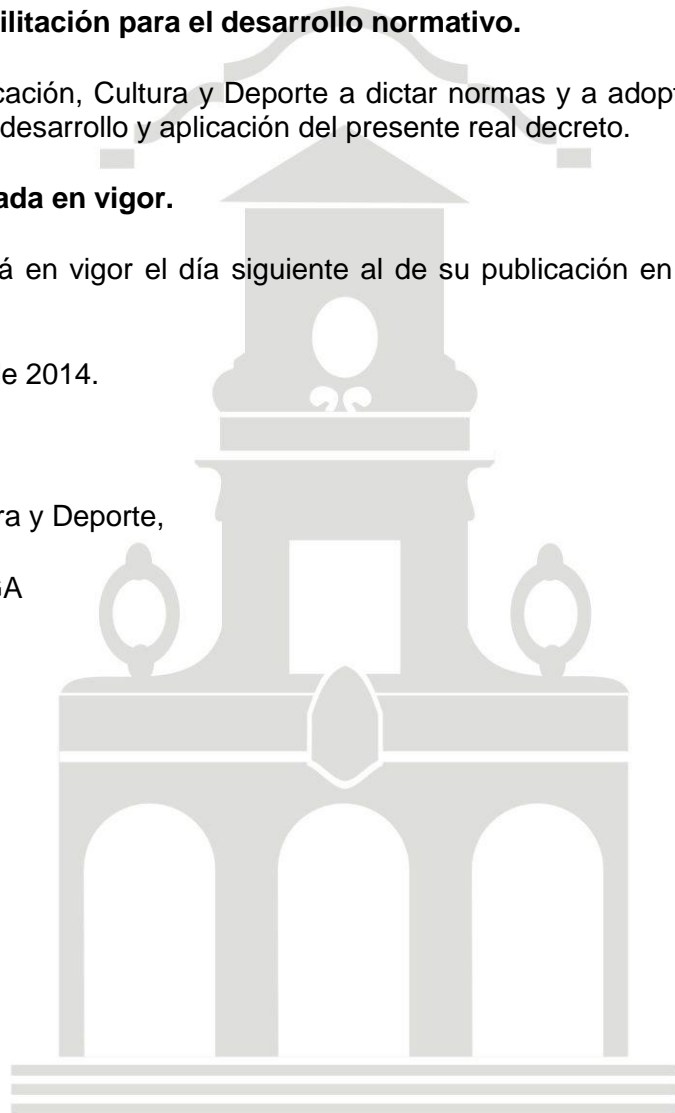 ilitación para el desarrollo normativo.
cación, Cultura y Deporte a dictar normas y a adopt
desarrollo y aplicación del presente real decreto.
ada en vigor.
á en vigor el día siguiente al de su publicación en
e 2014.
ra y Deporte,
GA